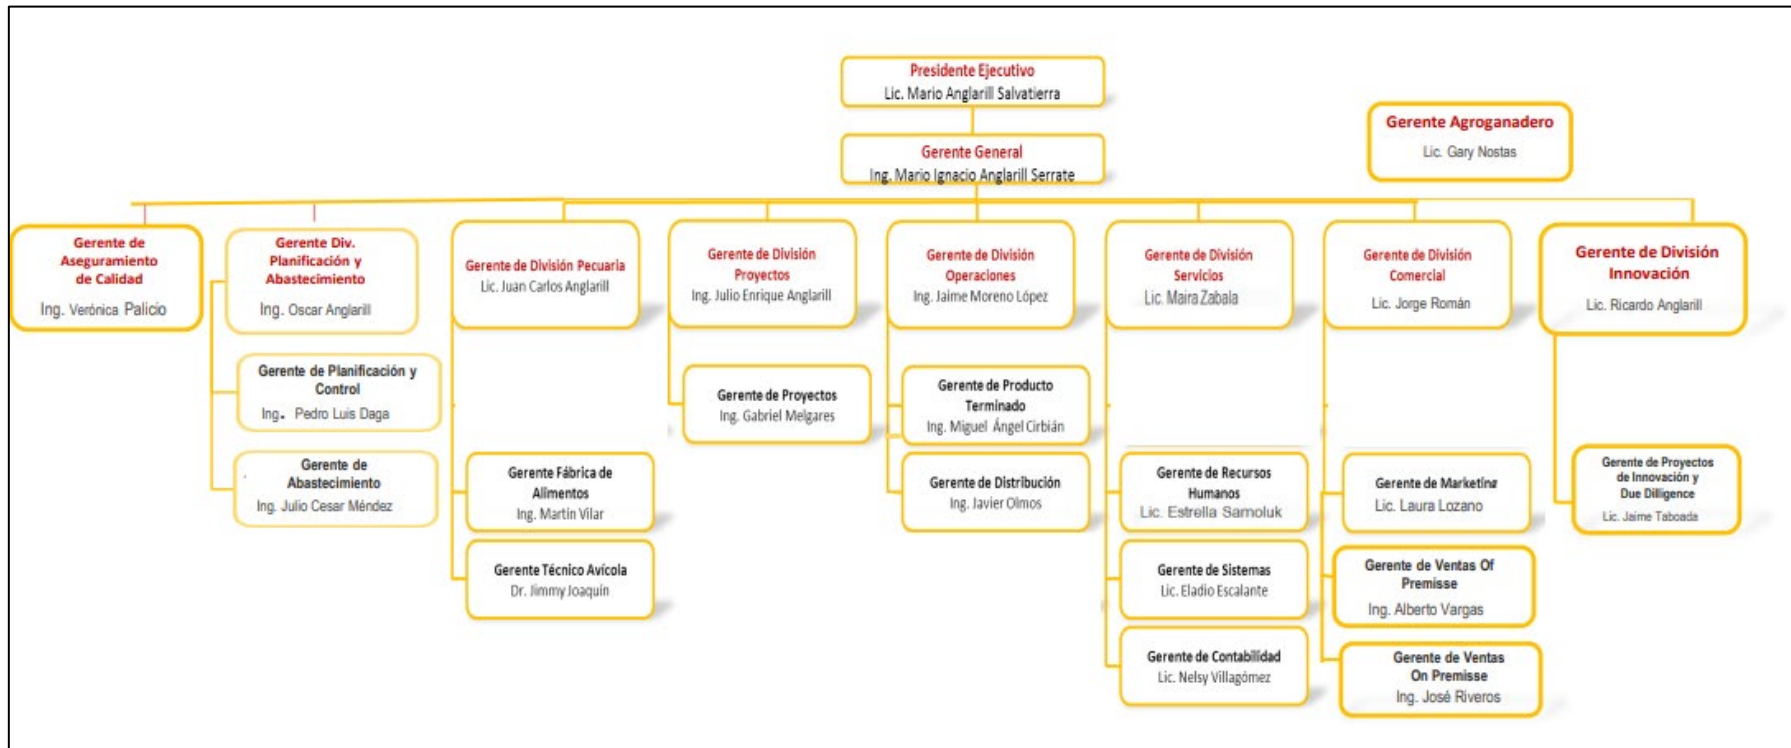 Presidente Ejecutivo
Lic. Mario Anglarill Salvatierra
Gerente General
Ing. Mario Ignacio Anglarill Serrate
Gerente Agroganadero
Lic. Gary Nostas
Gerente de
Aseguramiento
de Calidad
Ing. Verónica Palicio
Gerente Div.
Planificación y
Abastecimiento
Ing. Oscar Anglarill
Gerente de Planificación y
Control
Ing. Pedro Luis Daga
Gerente de
Abastecimiento
Ing. Julio Cesar Méndez
Gerente de División Pecuaria
Lic. Juan Carlos Anglarill
Gerente Fábrica de
Alimentos
Ing. Martín Vilar
Gerente Técnico Avícola
Dr. Jimmy Joaquín
Gerente de División
Proyectos
Ing. Julio Enrique Anglarill
Gerente de Proyectos
Ing. Gabriel Melgares
Gerente de División
Operaciones
Ing. Jaime Moreno López
Gerente de Producto
Terminado
Ing. Miguel Ángel Cirbián
Gerente de Distribución
Ing. Javier Olmos
Gerente de División
Servicios
Lic. Maira Zabala
Gerente de Recursos
Humanos
Lic. Estrella Samoluk
Gerente de Sistemas
Lic. Eladio Escalante
Gerente de Contabilidad
Lic. Nelsy Villagómez
Gerente de División
Comercial
Lic. Jorge Román
Gerente de Marketing
Lic. Laura Lozano
Gerente de Ventas Of
Premisse
Ing. Alberto Vargas
Gerente de Ventas
On Premisse
Ing. José Riveros
Gerente de División
Innovación
Lic. Ricardo Anglarill
Gerente de Proyectos
de Innovación y
Due Dilligence
Lic. Jaime Taboada